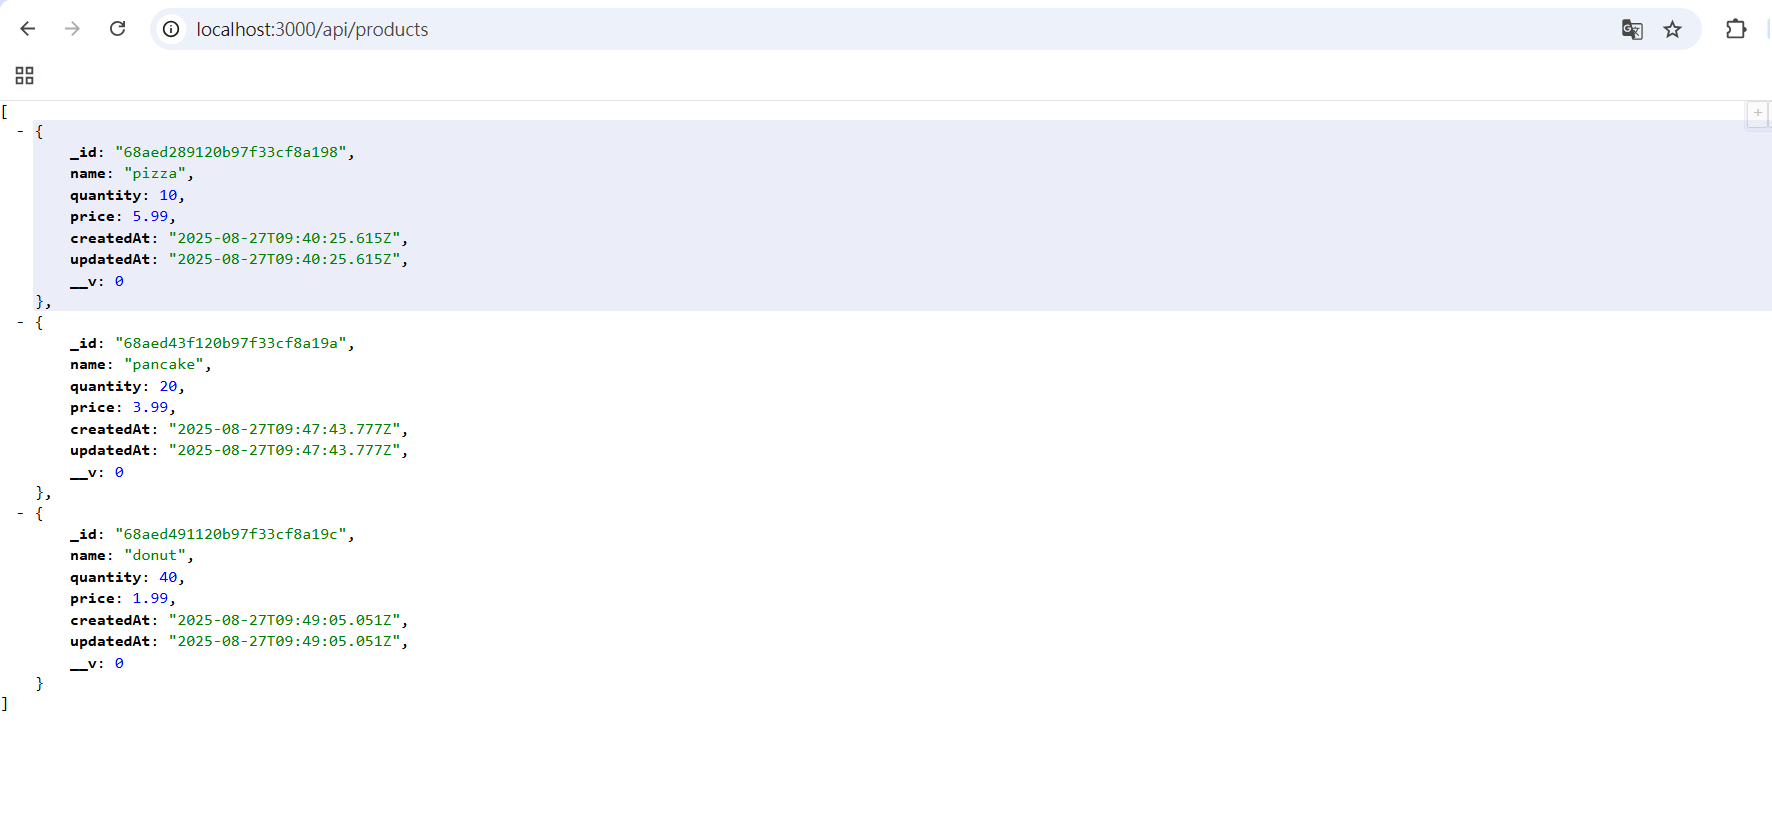 localhost:3000/api/products
[
- {
_id: "68aed289120b97f33cf8a198",
name: "pizza",
quantity: 10,
price: 5.99,
createdAt: "2025-08-27T09:40:25.615Z",
updatedAt: "2025-08-27T09:40:25.615Z",
__v: 0
},
- {
_id: "68aed43f120b97f33cf8a19a",
name: "pancake",
quantity: 20,
price: 3.99,
createdAt: "2025-08-27T09:47:43.777Z",
updatedAt: "2025-08-27T09:47:43.777Z",
__v: 0
},
- {
_id: "68aed491120b97f33cf8a19c",
name: "donut",
quantity: 40,
price: 1.99,
createdAt: "2025-08-27T09:49:05.051Z",
updatedAt: "2025-08-27T09:49:05.051Z",
__v: 0
}
]